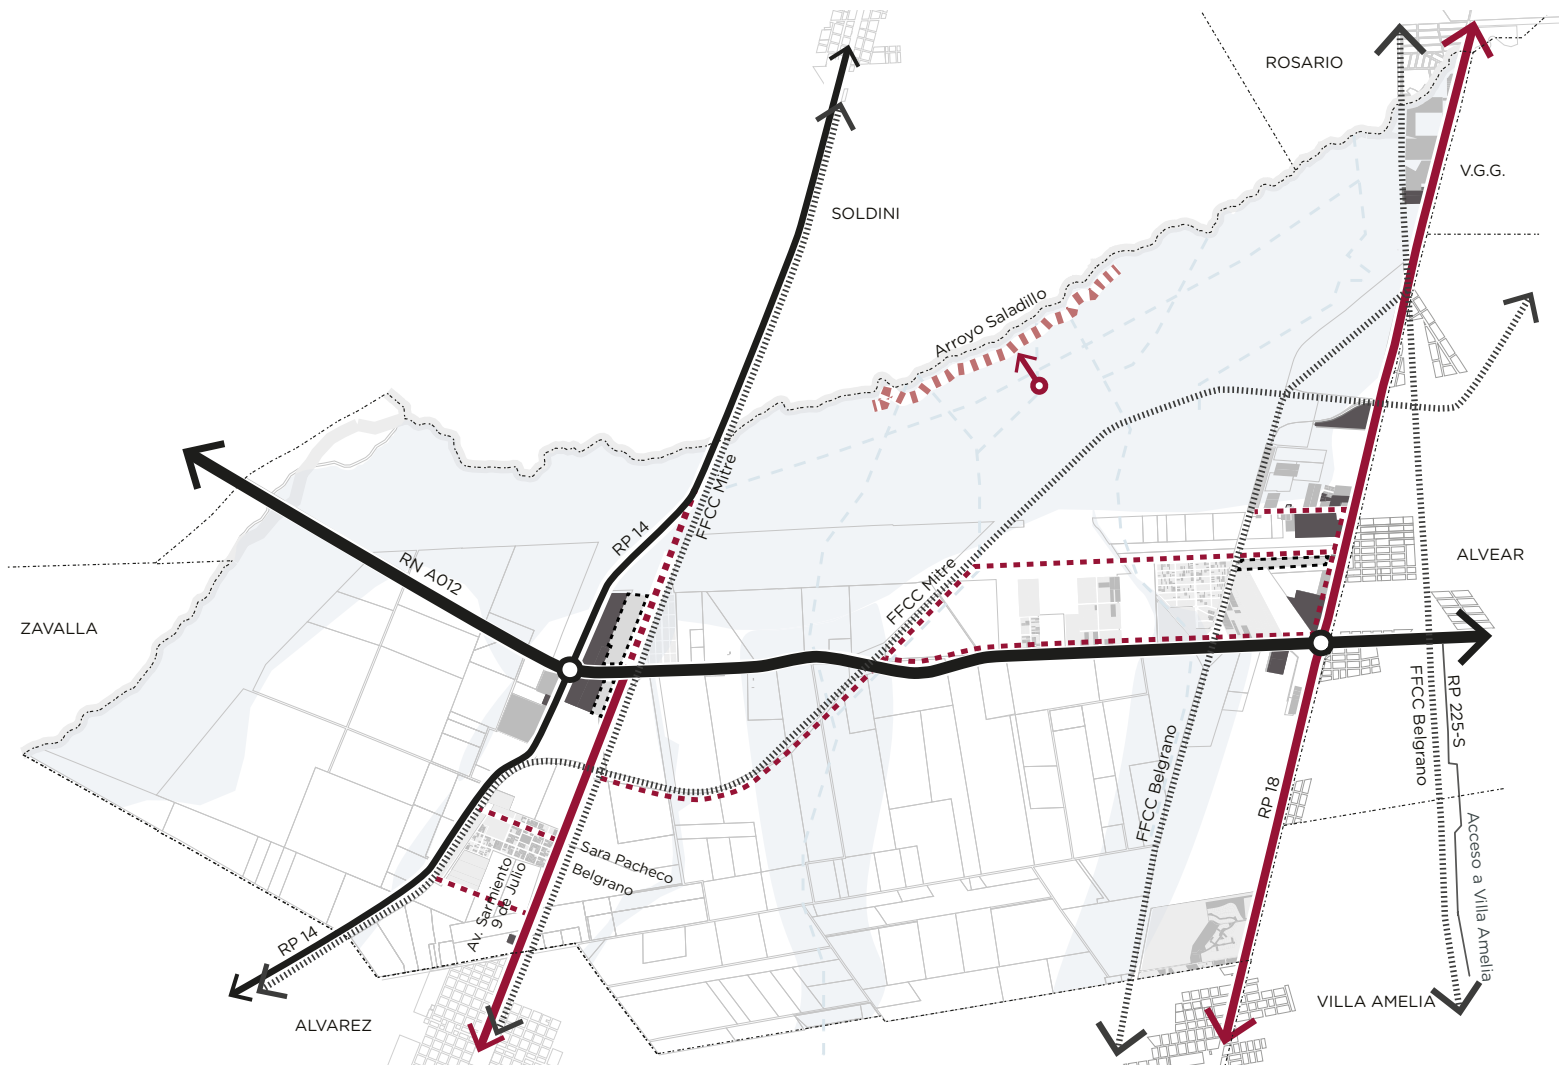 ROSARIO
V.G.G.
SOLDINI
Arroyo Saladillo
FFCC Mitre
RP 14
RN A012
FFCC Mitre
ALVEAR
ZAVALLA
RP 225-S
FFCC Belgrano
FFCC Belgrano
RP 18
Sara Pacheco
Belgrano
Av. Sarmiento
9 de Julio
Acceso a Villa Amelia
RP 14
ALVAREZ
VILLA AMELIA